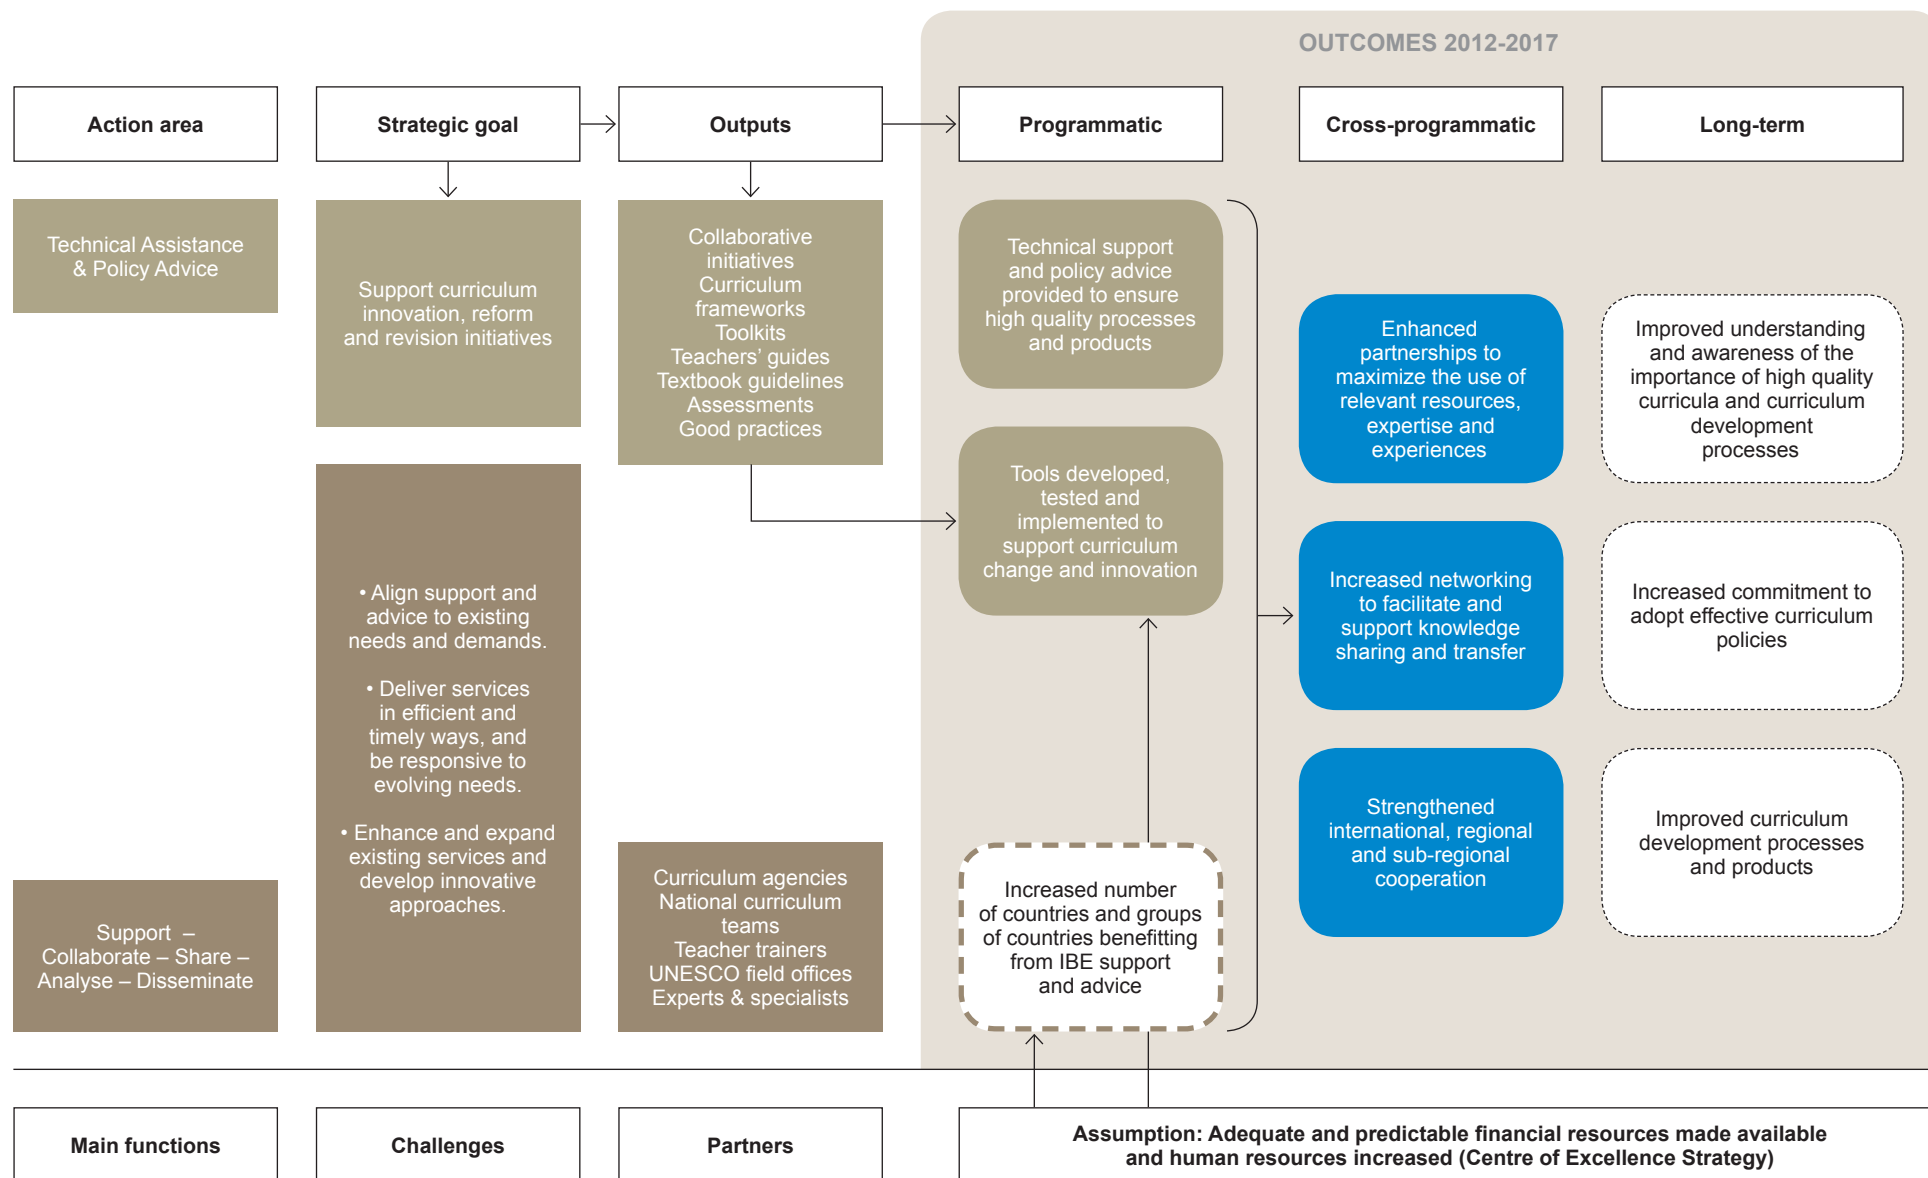 OUTCOMES 2012-2017
Action area
Strategic goal
Outputs
Programmatic
Cross-programmatic
Long-term
Technical Assistance
& Policy Advice
Support curriculum
innovation, reform
and revision initiatives
Collaborative
initiatives
Curriculum
frameworks
Toolkits
Teachers’ guides
Textbook guidelines
Assessments
Good practices
Technical support
and policy advice
provided to ensure
high quality processes
and products
Tools developed,
tested and
implemented to
support curriculum
change and innovation
Enhanced
partnerships to
maximize the use of
relevant resources,
expertise and
experiences
Improved understanding
and awareness of the
importance of high quality
curricula and curriculum
development
processes
Increased networking
to facilitate and
support knowledge
sharing and transfer
Increased commitment to
adopt effective curriculum
policies
• Align support and
advice to existing
needs and demands.
• Deliver services
in efficient and
timely ways, and
be responsive to
evolving needs.
• Enhance and expand
existing services and
develop innovative
approaches.
Strengthened
international, regional
and sub-regional
cooperation
Improved curriculum
development processes
and products
Support –
Collaborate – Share –
Analyse – Disseminate
Curriculum agencies
National curriculum
teams
Teacher trainers
UNESCO field offices
Experts & specialists
Increased number
of countries and groups
of countries benefitting
from IBE support
and advice
Main functions
Challenges
Partners
Assumption: Adequate and predictable financial resources made available
and human resources increased (Centre of Excellence Strategy)